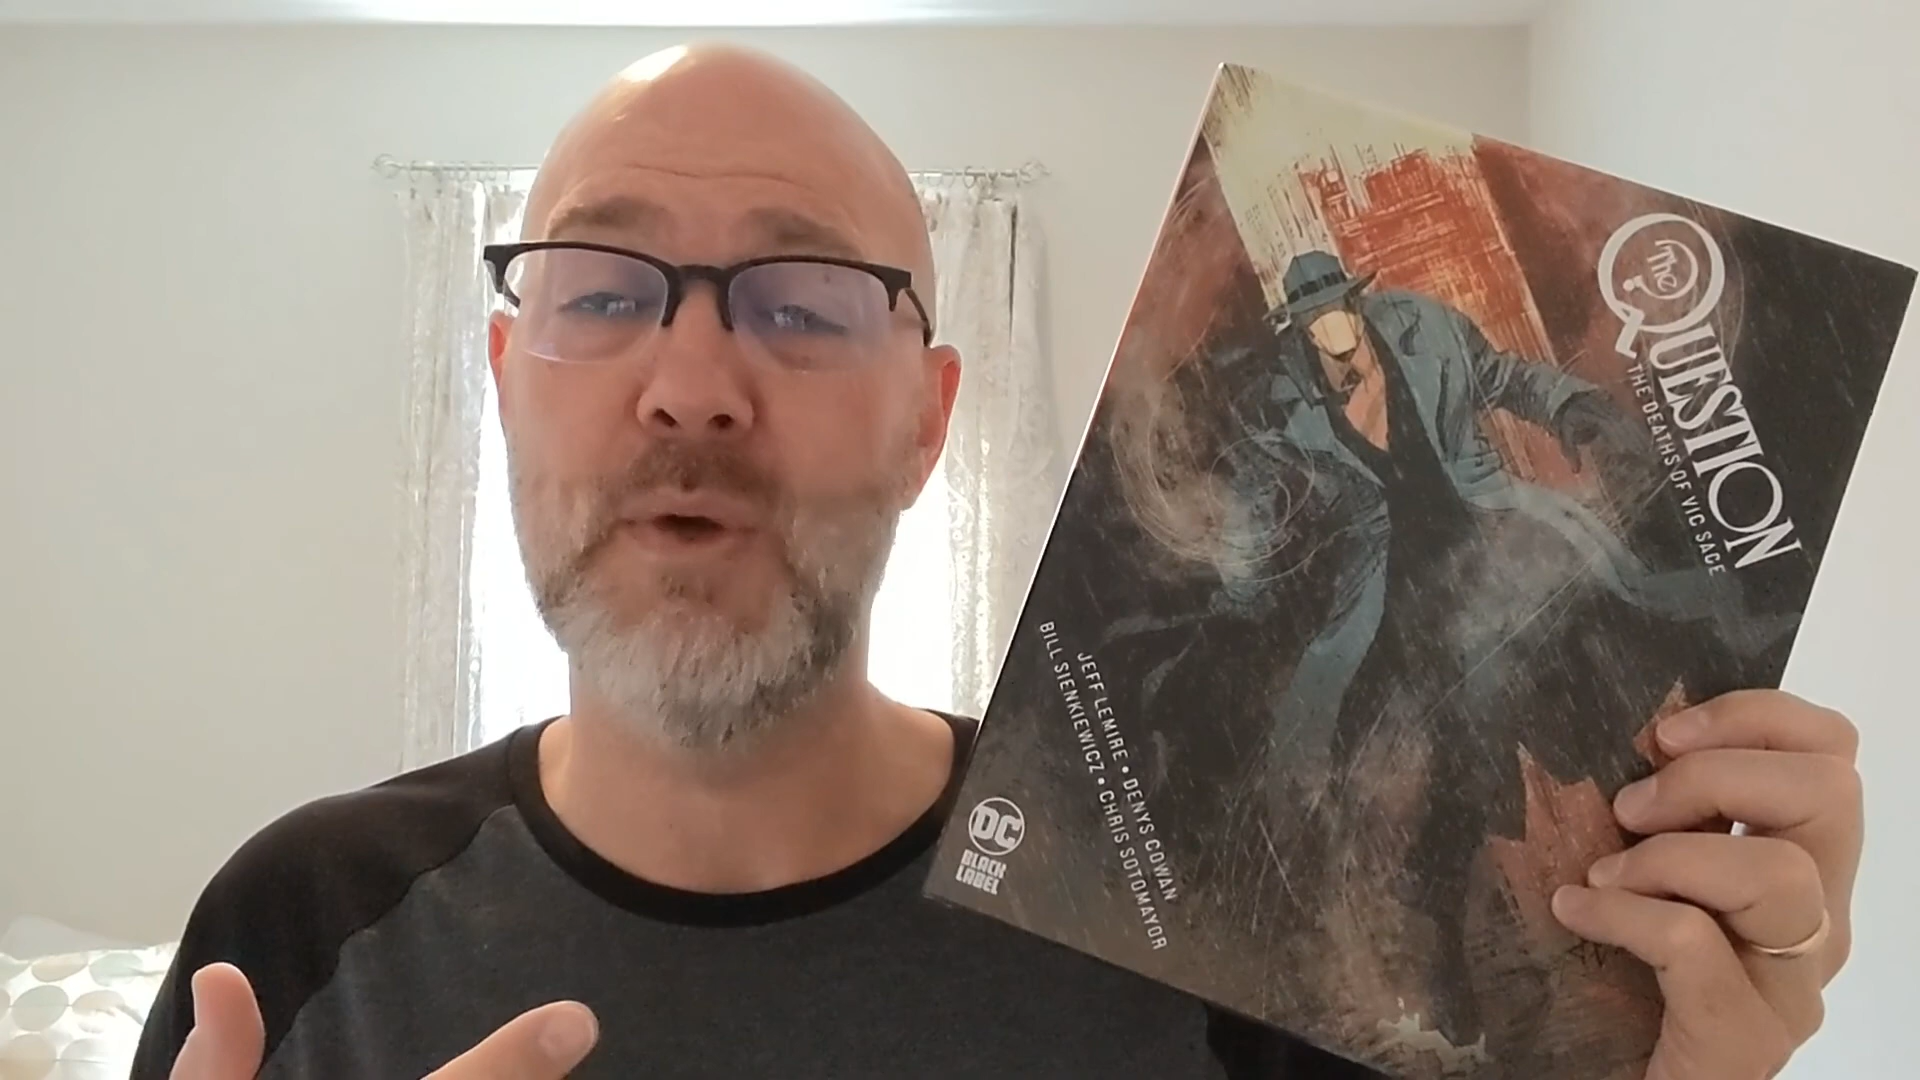 The
QUESTION
THE DEATHS OF VIC SAGE
JEFF LEMIRE • DENYS COWAN
BILL SIENKIEWICZ • CHRIS SOTOMAYOR
DC
BLACK
LABEL